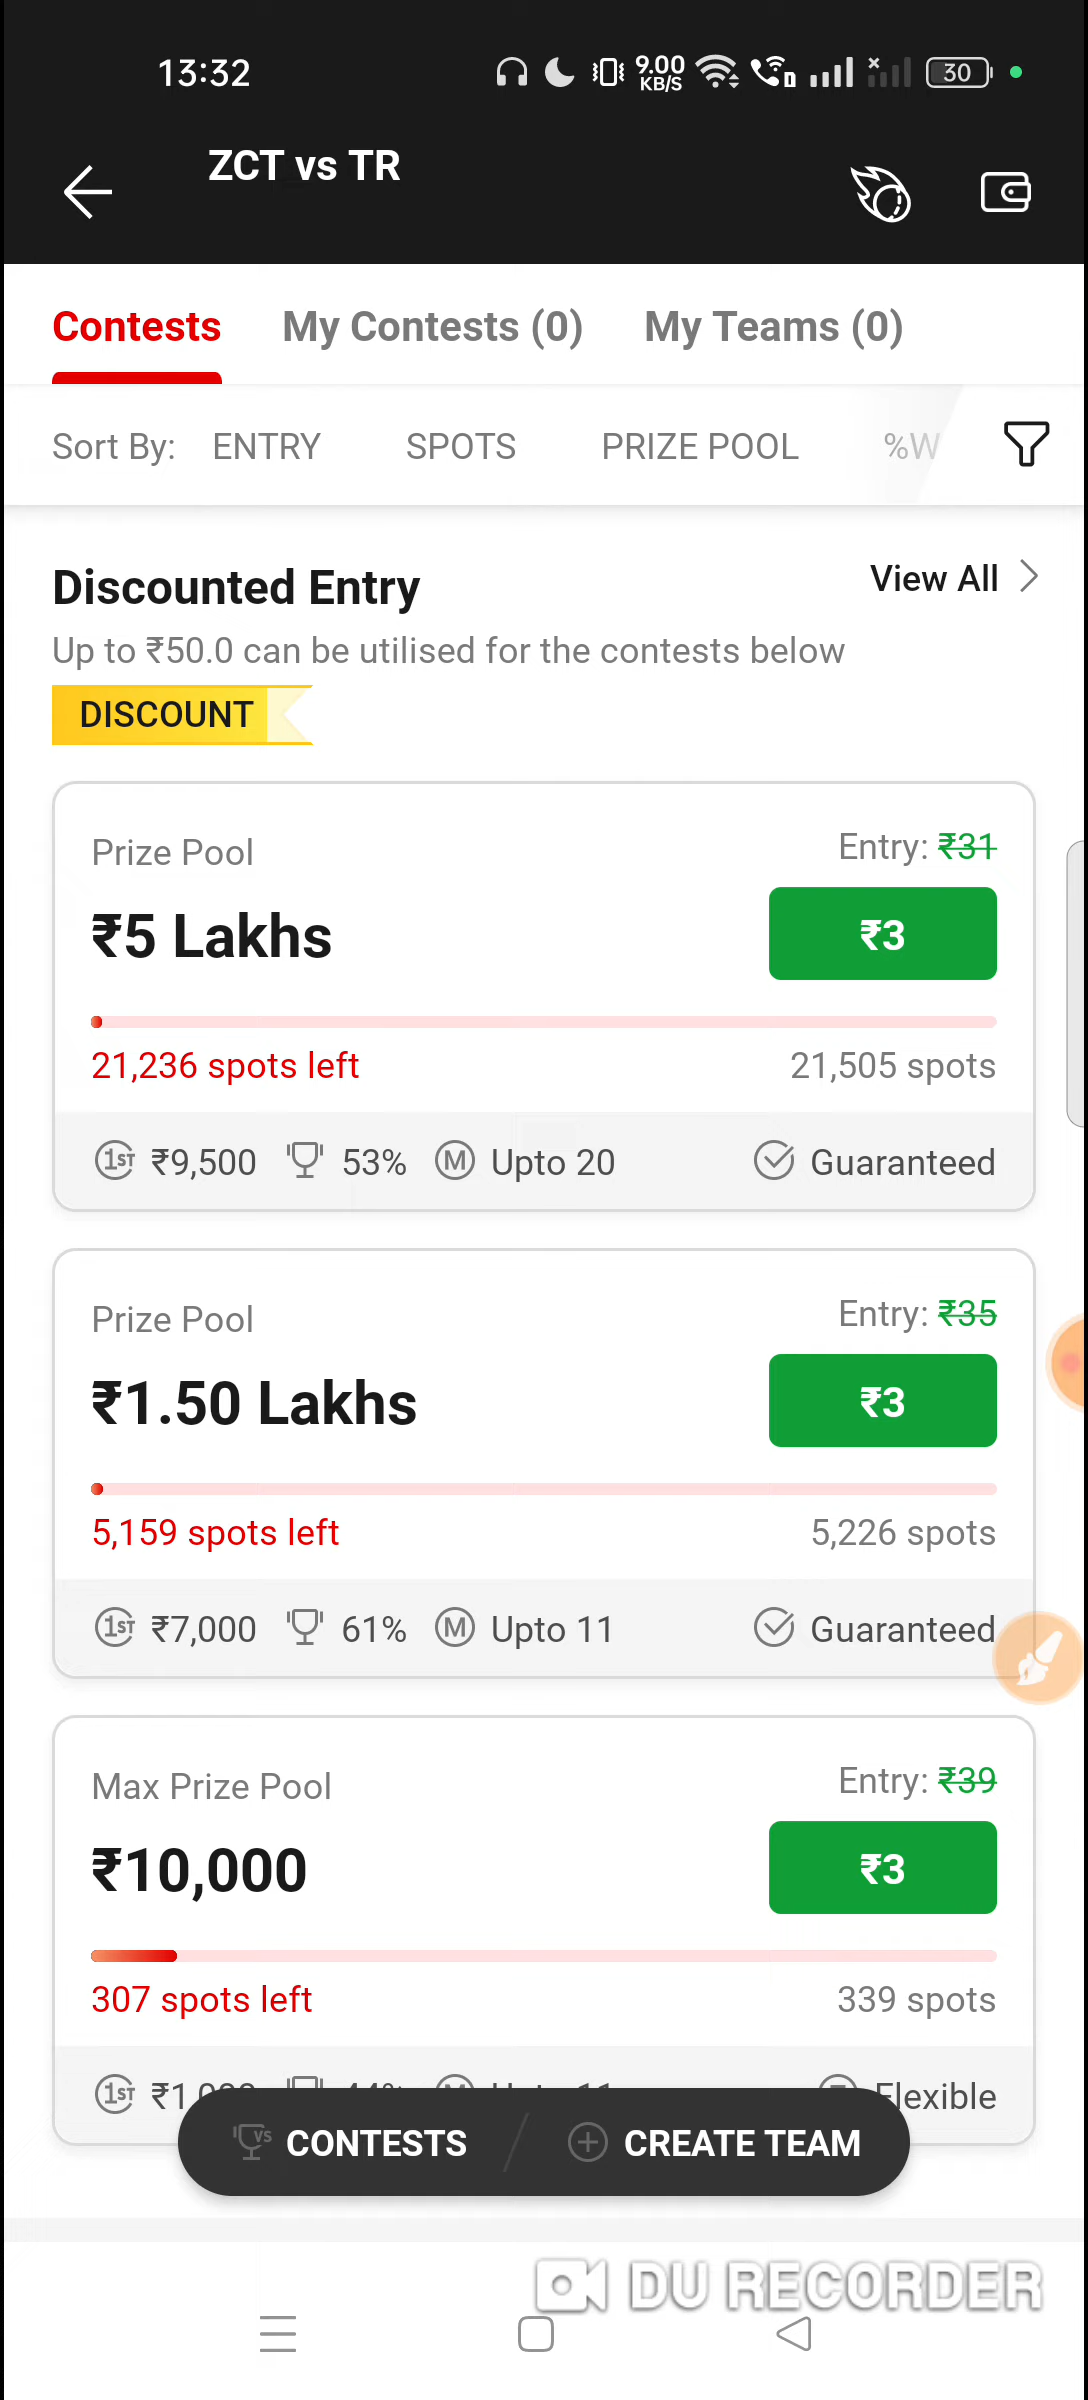 13:32
9.00
KB/S
30
ZCT vs TR
Contests
My Contests (0)
My Teams (0)
Sort By:
ENTRY
SPOTS
PRIZE POOL
%W
Discounted Entry
View All
Up to ₹50.0 can be utilised for the contests below
DISCOUNT
Prize Pool
Entry: ₹31
₹5 Lakhs
₹3
21,236 spots left
21,505 spots
1ST ₹9,500
53%
M Upto 20
Guaranteed
Prize Pool
Entry: ₹35
₹1.50 Lakhs
₹3
5,159 spots left
5,226 spots
1ST ₹7,000
61%
M Upto 11
Guaranteed
Max Prize Pool
Entry: ₹39
₹10,000
₹3
307 spots left
339 spots
1ST
Flexible
VS CONTESTS
CREATE TEAM
DU RECORDER